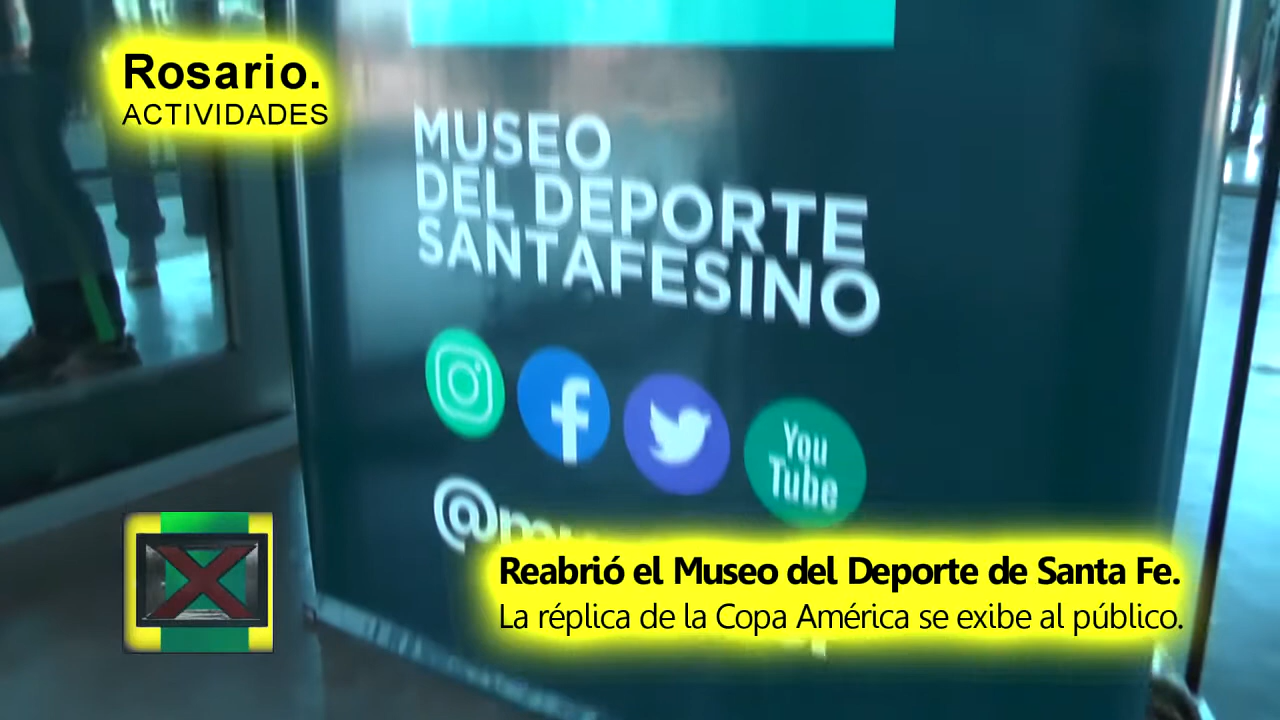 Rosario.
ACTIVIDADES
MUSEO
DEL DEPORTE
SANTAFESINO
You
Tube
Reabrió el Museo del Deporte de Santa Fe.
La réplica de la Copa América se exibe al público.